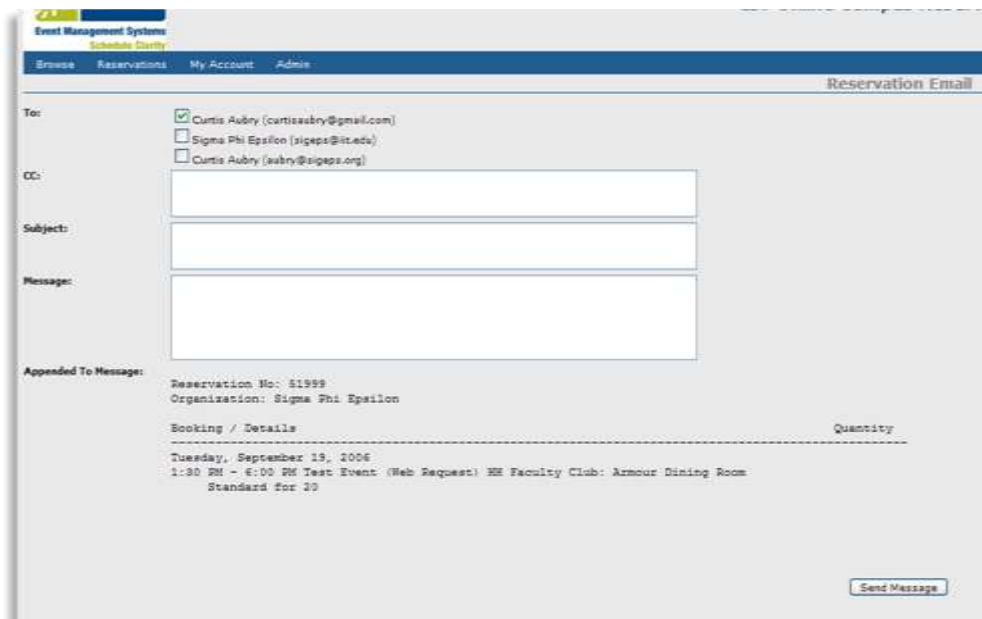 Event Management Systems
Schedule Clarity
Browse Reservations My Account Admin
Reservation Email
To:
Curtis Aubry (curtisaubry@gmail.com)
Sigma Phi Epsilon (sigeps@iit.edu)
Curtis Aubry (aubry@sigeps.org)
CC:
Subject:
Message:
Appended To Message:
Reservation No: 51999
Organization: Sigma Phi Epsilon
Booking / Details Quantity
Tuesday, September 19, 2006
1:30 PM - 6:00 PM Test Event (Web Request) HH Faculty Club: Armour Dining Room
Standard for 20
Send Message